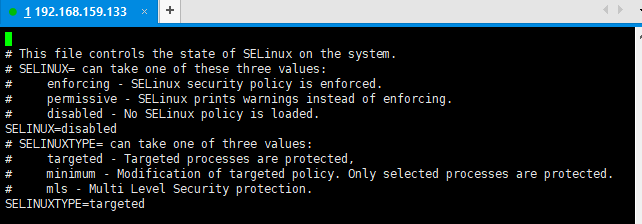 1 192.168.159.133
# This file controls the state of SELinux on the system.
# SELINUX= can take one of these three values:
#     enforcing - SELinux security policy is enforced.
#     permissive - SELinux prints warnings instead of enforcing.
#     disabled - No SELinux policy is loaded.
SELINUX=disabled
# SELINUXTYPE= can take one of three values:
#     targeted - Targeted processes are protected,
#     minimum - Modification of targeted policy. Only selected processes are protected.
#     mls - Multi Level Security protection.
SELINUXTYPE=targeted